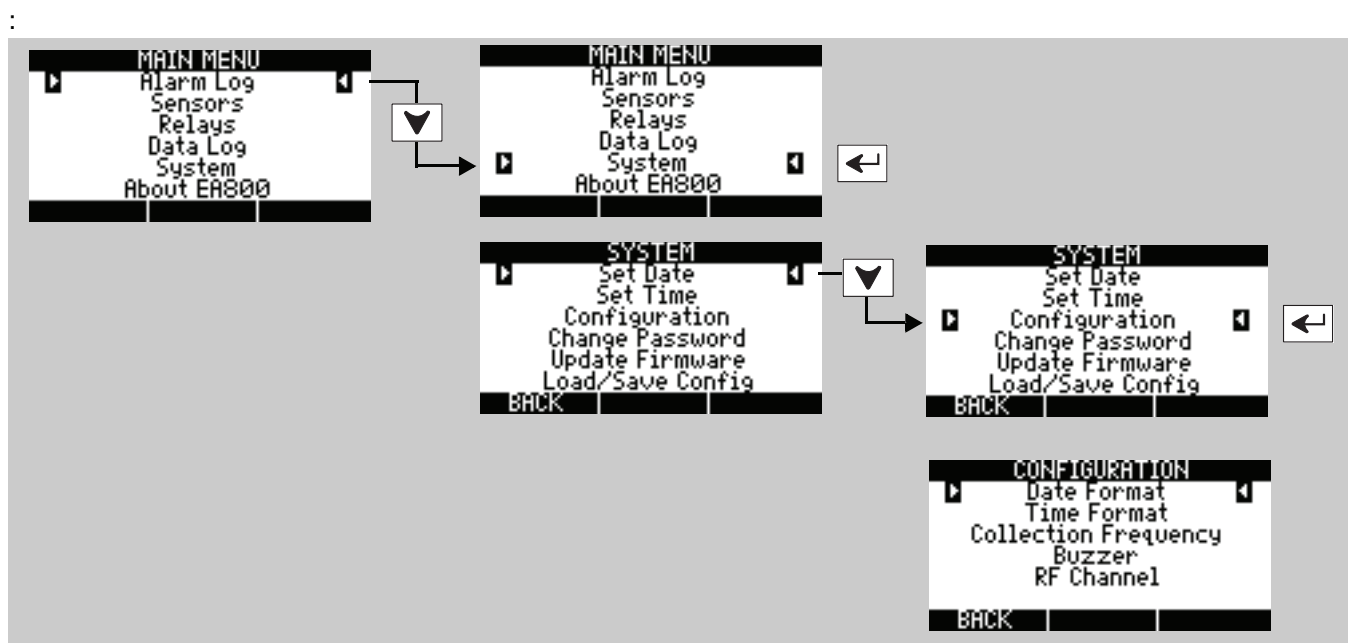 :
MAIN MENU
Alarm Log
Sensors
Relays
Data Log
System
About EA800
MAIN MENU
Alarm Log
Sensors
Relays
Data Log
System
About EA800
SYSTEM
Set Date
Set Time
Configuration
Change Password
Update Firmware
Load/Save Config
BACK
SYSTEM
Set Date
Set Time
Configuration
Change Password
Update Firmware
Load/Save Config
BACK
CONFIGURATION
Date Format
Time Format
Collection Frequency
Buzzer
RF Channel
BACK